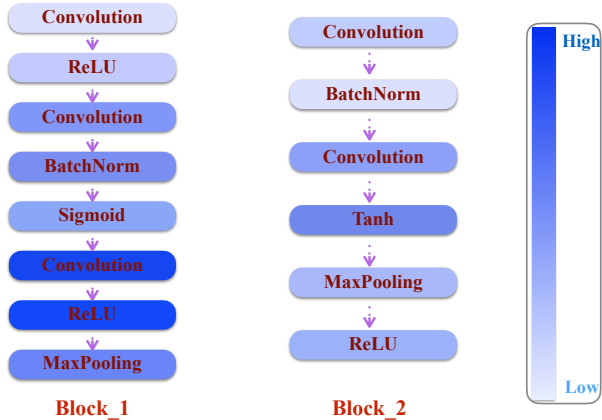 Convolution
ReLU
Convolution
BatchNorm
Sigmoid
Convolution
ReLU
MaxPooling
Block_1
Convolution
BatchNorm
Convolution
Tanh
MaxPooling
ReLU
Block_2
High
Low